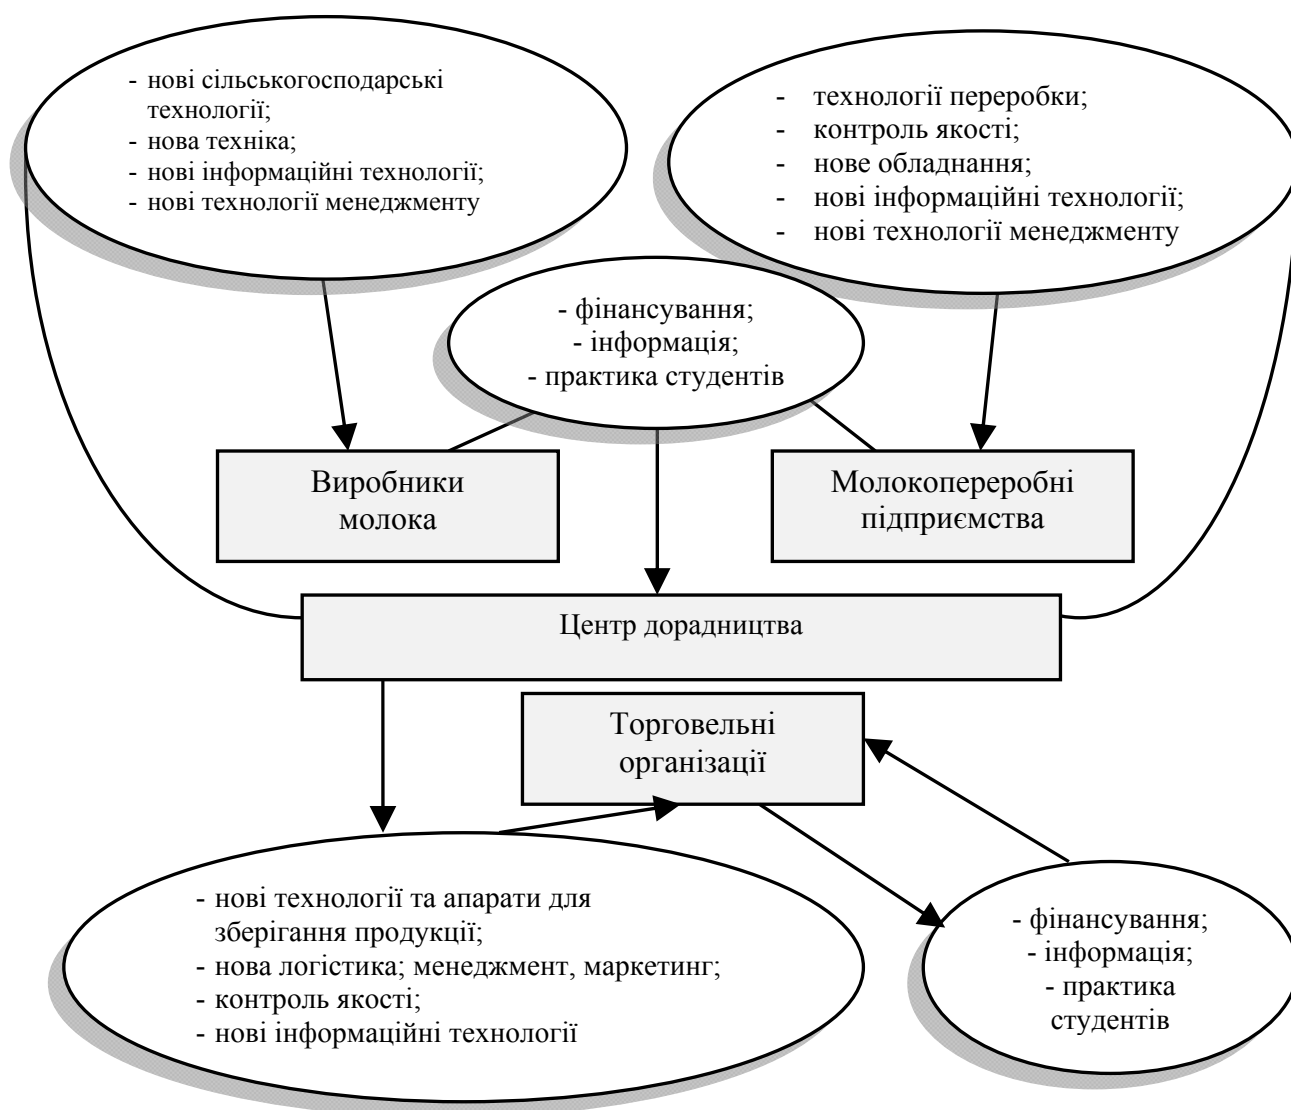 - нові сільськогосподарські
технології;
- нова техніка;
- нові інформаційні технології;
- нові технології менеджменту
- технології переробки;
- контроль якості;
- нове обладнання;
- нові інформаційні технології;
- нові технології менеджменту
- фінансування;
- інформація;
- практика студентів
Виробники
молока
Молокопереробні
підприємства
Центр дорадництва
Торговельні
організації
- нові технології та апарати для
зберігання продукції;
- нова логістика; менеджмент, маркетинг;
- контроль якості;
- нові інформаційні технології
- фінансування;
- інформація;
- практика
студентів